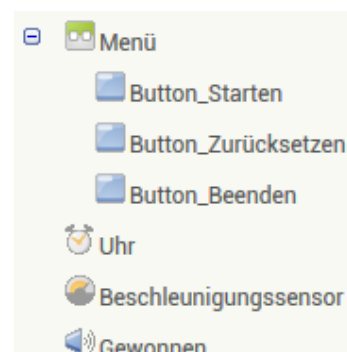 Menü
Button_Starten
Button_Zurücksetzen
Button_Beenden
Uhr
Beschleunigungssensor
Gewonnen